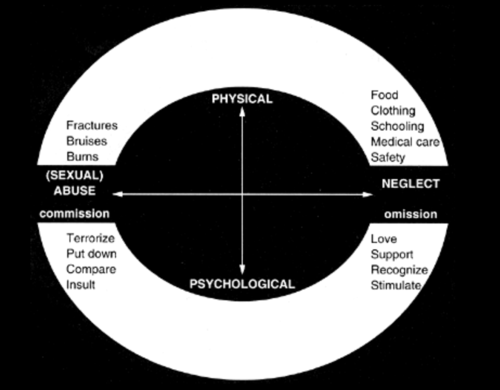 PHYSICAL
Fractures
Bruises
Burns
Food
Clothing
Schooling
Medical care
Safety
(SEXUAL)
ABUSE
NEGLECT
commission
omission
Terrorize
Put down
Compare
Insult
Love
Support
Recognize
Stimulate
PSYCHOLOGICAL